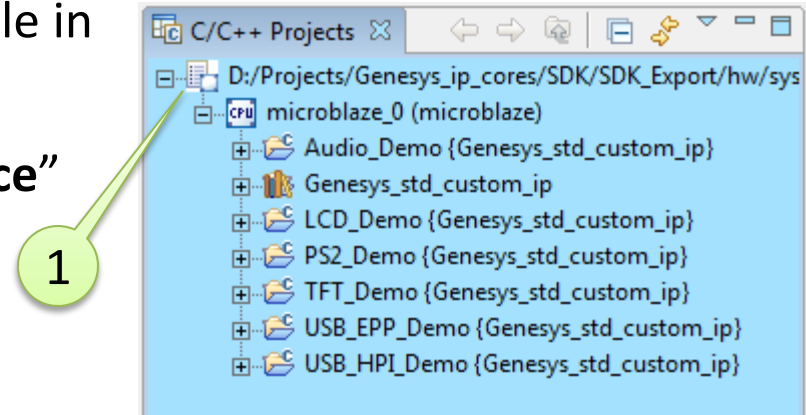 le in
ce”
1
C/C++ Projects
D:/Projects/Genesys_ip_cores/SDK/SDK_Export/hw/sys
CPU microblaze_0 (microblaze)
C Audio_Demo {Genesys_std_custom_ip}
Genesys_std_custom_ip
C LCD_Demo {Genesys_std_custom_ip}
C PS2_Demo {Genesys_std_custom_ip}
C TFT_Demo {Genesys_std_custom_ip}
C USB_EPP_Demo {Genesys_std_custom_ip}
C USB_HPI_Demo {Genesys_std_custom_ip}